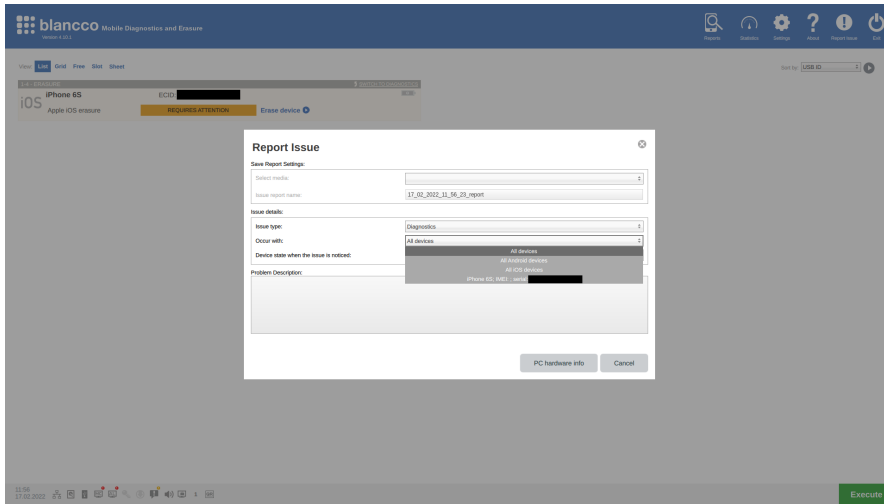 blancco Mobile Diagnostics and Erasure
Version 4.10.1
Reports
Statistics
Settings
About
Report issue
Exit
View: List Grid Free Slot Sheet
Sort by: USB ID
iPhone 6S
ECID:
iOS
Apple iOS erasure
REQUIRES ATTENTION
Erase device
Report Issue
Save Report Settings:
Select media:
Issue report name:
17_02_2022_11_56_23_report
Issue details:
Issue type:
Diagnostics
Occur with:
All devices
Device state when the issue is noticed:
All devices
All Android devices
All iOS devices
iPhone 6S; IMEI: ; serial:
Problem Description:
PC hardware info
Cancel
11:56
17.02.2022
Execute